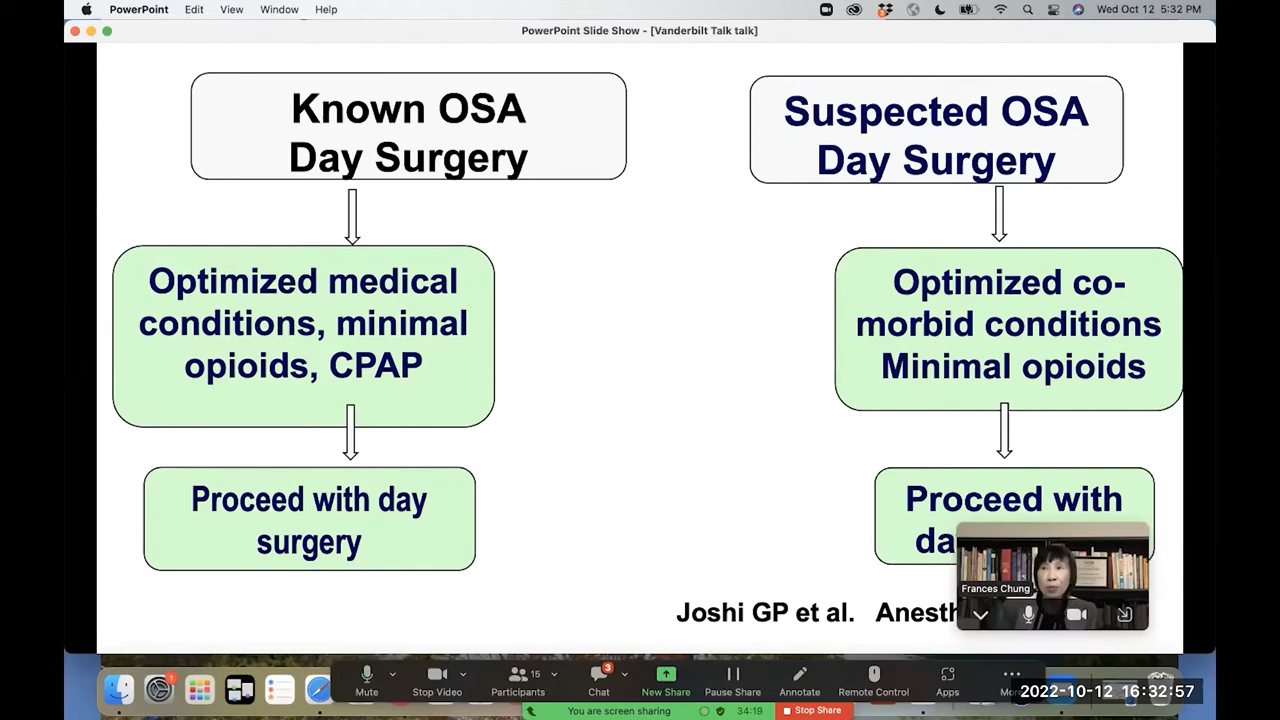 PowerPoint Edit View Window Help
Wed Oct 12 5:32 PM
PowerPoint Slide Show - [Vanderbilt Talk talk]
Known OSA
Day Surgery
Optimized medical
conditions, minimal
opioids, CPAP
Proceed with day
surgery
Suspected OSA
Day Surgery
Optimized co-
morbid conditions
Minimal opioids
Proceed with
da
Frances Chung
Joshi GP et al. Anesth
Mute
Stop Video
15
Participants
3
Chat
New Share
Pause Share
Annotate
Remote Control
Apps
2022-10-12 16:32:57
1
You are screen sharing
34:19
Stop Share